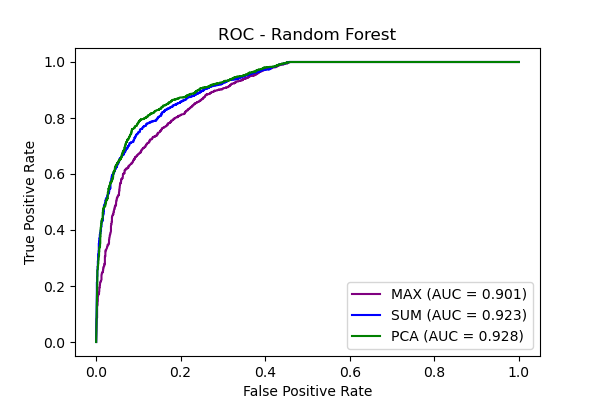 ROC - Random Forest
True Positive Rate
1.0
0.8
0.6
0.4
0.2
0.0
MAX (AUC = 0.901)
SUM (AUC = 0.923)
PCA (AUC = 0.928)
0.0 0.2 0.4 0.6 0.8 1.0
False Positive Rate